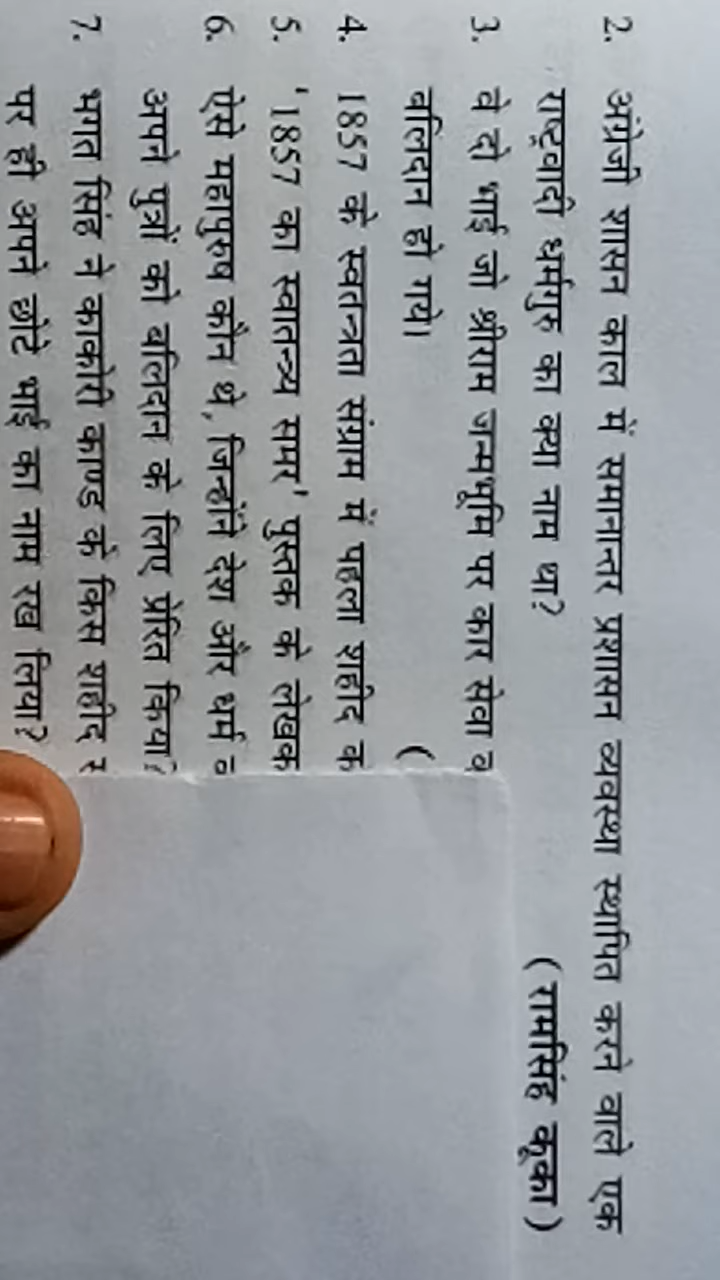 2. अंग्रेजी शासन काल में समानान्तर प्रशासन व्यवस्था स्थापित करने वाले एक
राष्ट्रवादी धर्मगुरु का क्या नाम था? (रामसिंह कूका)
3. वे दो भाई जो श्रीराम जन्मभूमि पर कार सेवा
बलिदान हो गये। (
4. 1857 के स्वतन्त्रता संग्राम में पहला शहीद क
5. '1857 का स्वातन्त्र्य समर' पुस्तक के लेखक
6. ऐसे महापुरुष कौन थे, जिन्होंने देश और धर्म
अपने पुत्रों को बलिदान के लिए प्रेरित किया?
7. भगत सिंह ने काकोरी काण्ड के किस शहीद
पर ही अपने छोटे भाई का नाम रख लिया?